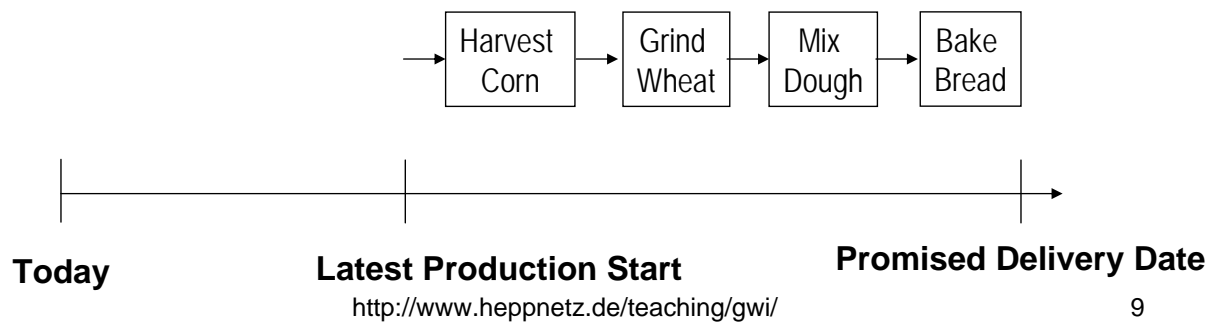 Harvest
Corn
Grind
Wheat
Mix
Dough
Bake
Bread
Today
Latest Production Start
Promised Delivery Date
http://www.heppnetz.de/teaching/gwi/
9